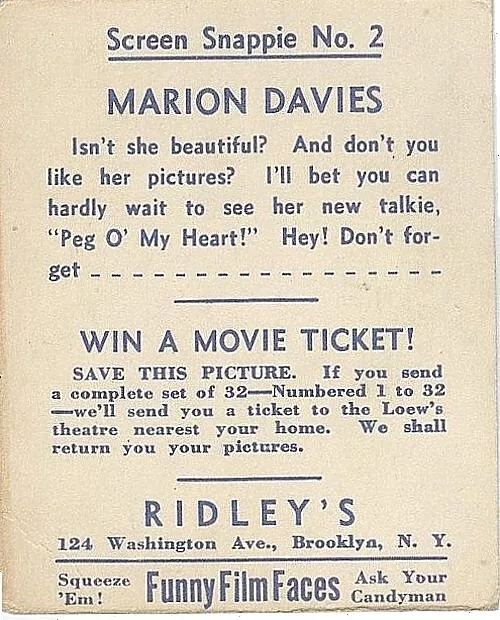 Screen Snappie No. 2
MARION DAVIES
Isn't she beautiful? And don't you
like her pictures? I'll bet you can
hardly wait to see her new talkie,
"Peg O' My Heart!" Hey! Don't for-
get - - - - - - - - - - - - - - - - - -
WIN A MOVIE TICKET!
SAVE THIS PICTURE. If you send
a complete set of 32—Numbered 1 to 32
—we'll send you a ticket to the Loew's
theatre nearest your home. We shall
return you your pictures.
RIDLEY'S
124 Washington Ave., Brooklyn, N. Y.
Squeeze 'Em!
Funny Film Faces
Ask Your Candyman